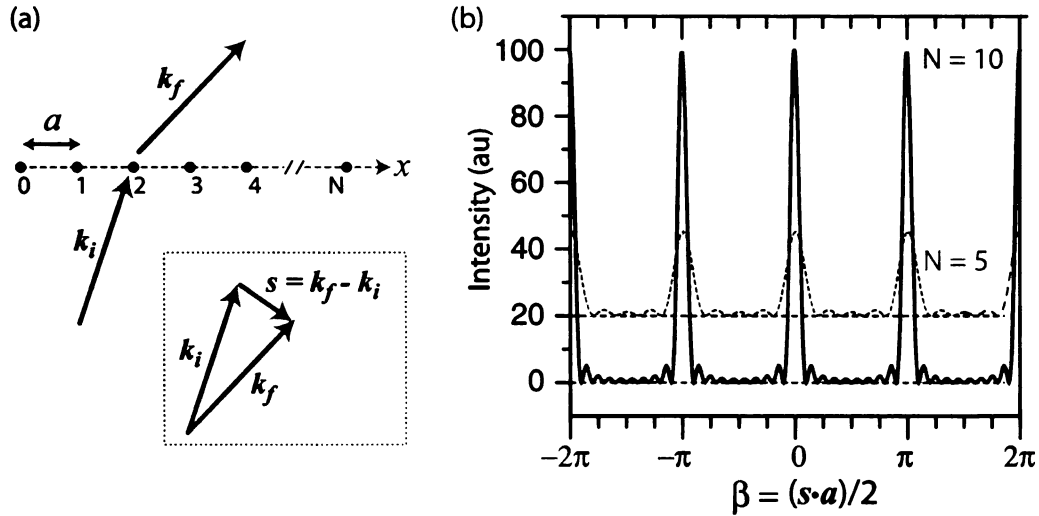 (a)
k_f
a
x
0 1 2 3 4 N
k_i
s = k_f - k_i
k_i
k_f
(b)
Intensity (au)
100
80
60
40
20
0
N = 10
N = 5
−2π −π 0 π 2π
β = (s·a)/2